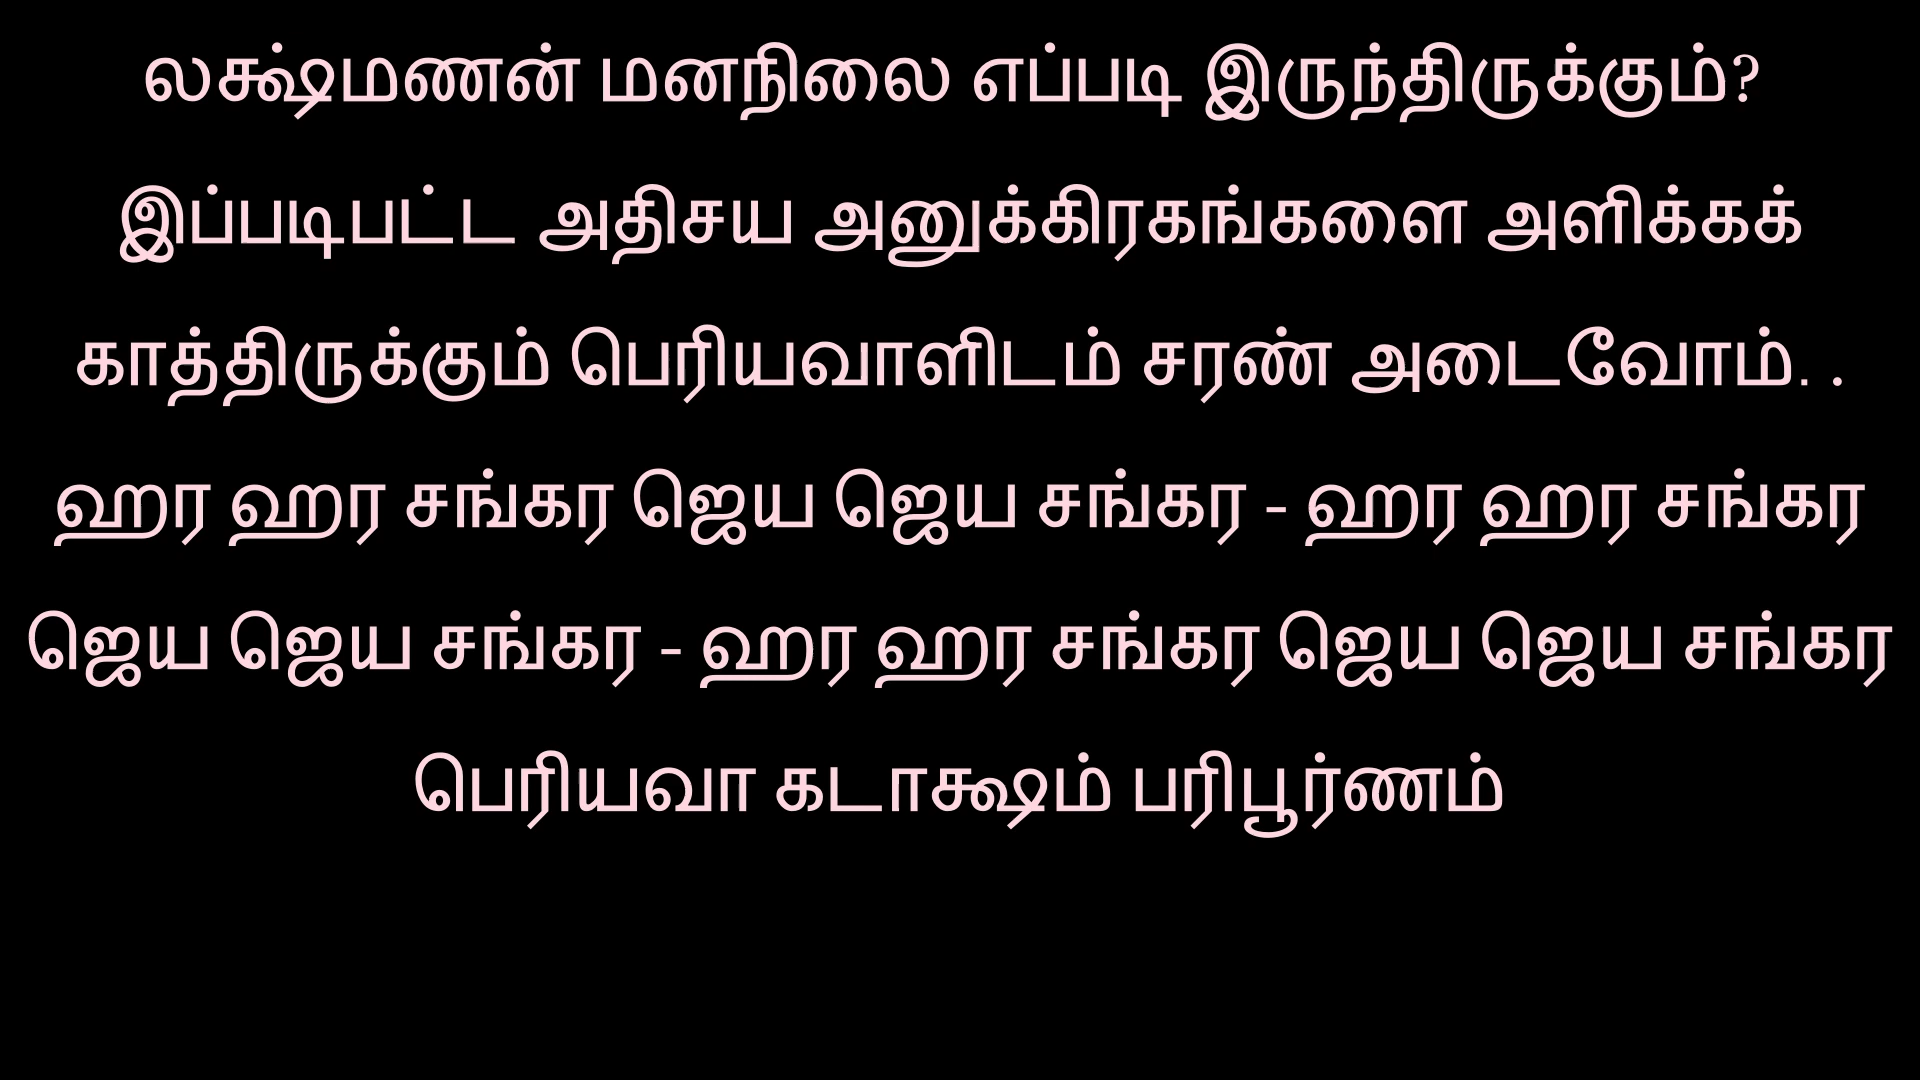 லக்ஷ்மணன் மனநிலை எப்படி இருந்திருக்கும்?
இப்படிபட்ட அதிசய அனுக்கிரகங்களை அளிக்கக்
காத்திருக்கும் பெரியவாளிடம் சரண் அடைவோம். .
ஹர ஹர சங்கர ஜெய ஜெய சங்கர - ஹர ஹர சங்கர
ஜெய ஜெய சங்கர - ஹர ஹர சங்கர ஜெய ஜெய சங்கர
பெரியவா கடாக்ஷம் பரிபூர்ணம்